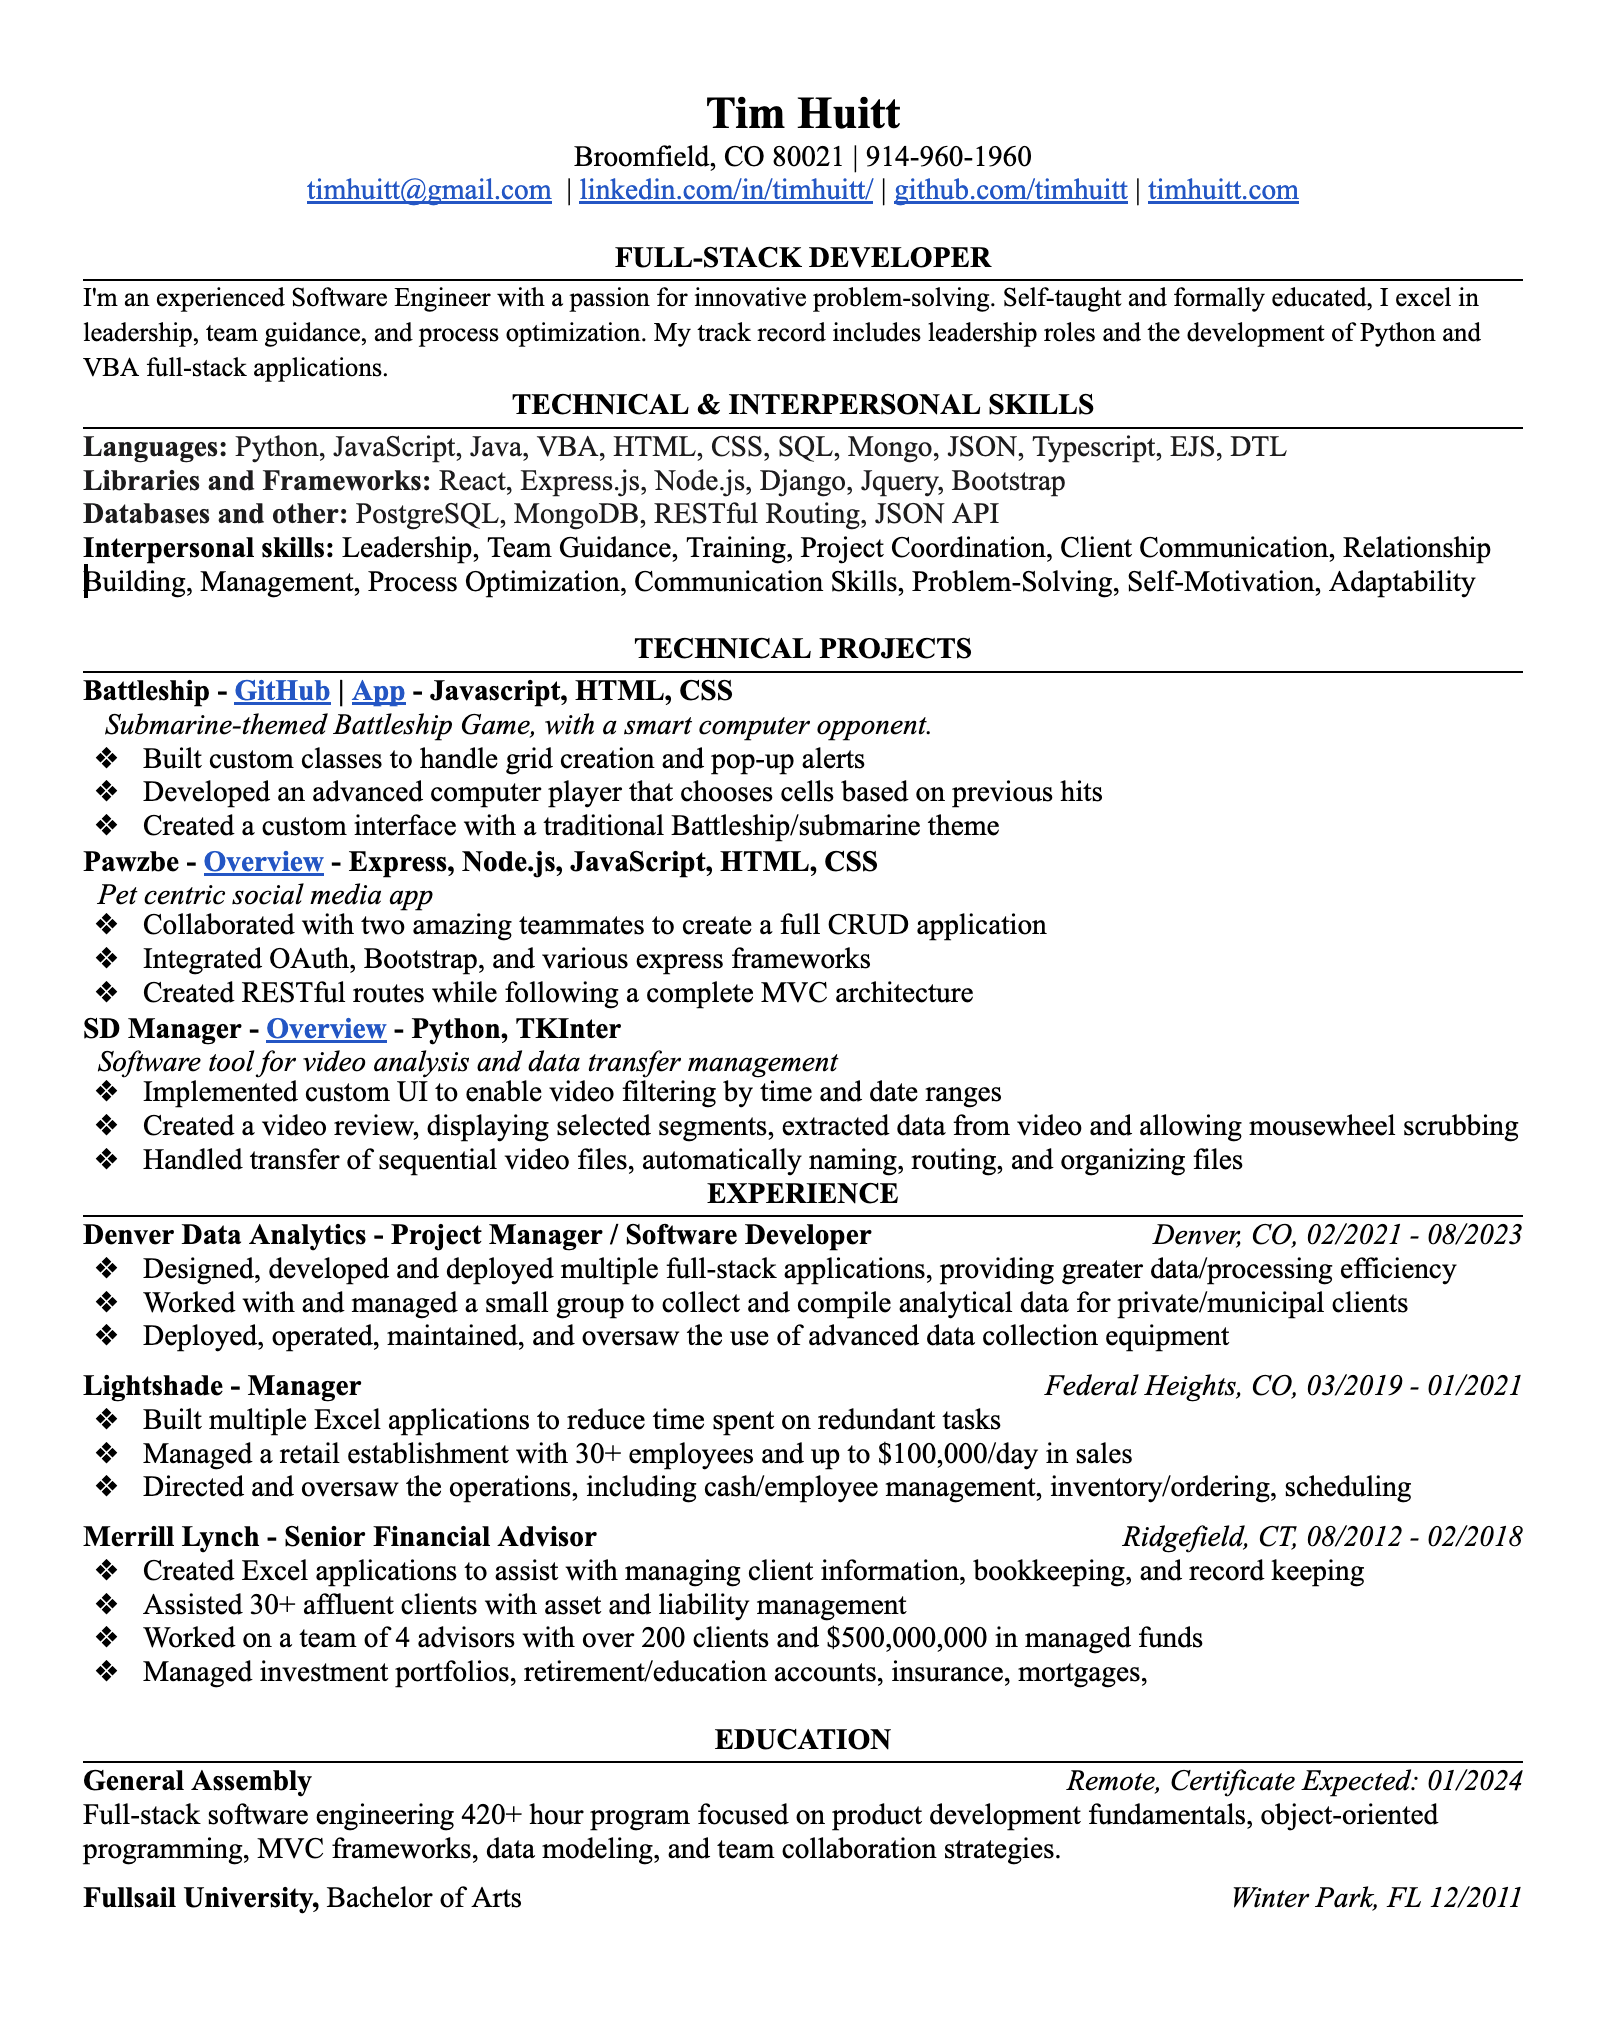 Tim Huitt
Broomfield, CO 80021 | 914-960-1960
timhuitt@gmail.com | linkedin.com/in/timhuitt/ | github.com/timhuitt | timhuitt.com
FULL-STACK DEVELOPER
I'm an experienced Software Engineer with a passion for innovative problem-solving. Self-taught and formally educated, I excel in
leadership, team guidance, and process optimization. My track record includes leadership roles and the development of Python and
VBA full-stack applications.
TECHNICAL & INTERPERSONAL SKILLS
Languages: Python, JavaScript, Java, VBA, HTML, CSS, SQL, Mongo, JSON, Typescript, EJS, DTL
Libraries and Frameworks: React, Express.js, Node.js, Django, Jquery, Bootstrap
Databases and other: PostgreSQL, MongoDB, RESTful Routing, JSON API
Interpersonal skills: Leadership, Team Guidance, Training, Project Coordination, Client Communication, Relationship
Building, Management, Process Optimization, Communication Skills, Problem-Solving, Self-Motivation, Adaptability
TECHNICAL PROJECTS
Battleship - GitHub | App - Javascript, HTML, CSS
Submarine-themed Battleship Game, with a smart computer opponent.
❖ Built custom classes to handle grid creation and pop-up alerts
❖ Developed an advanced computer player that chooses cells based on previous hits
❖ Created a custom interface with a traditional Battleship/submarine theme
Pawzbe - Overview - Express, Node.js, JavaScript, HTML, CSS
Pet centric social media app
❖ Collaborated with two amazing teammates to create a full CRUD application
❖ Integrated OAuth, Bootstrap, and various express frameworks
❖ Created RESTful routes while following a complete MVC architecture
SD Manager - Overview - Python, TKInter
Software tool for video analysis and data transfer management
❖ Implemented custom UI to enable video filtering by time and date ranges
❖ Created a video review, displaying selected segments, extracted data from video and allowing mousewheel scrubbing
❖ Handled transfer of sequential video files, automatically naming, routing, and organizing files
EXPERIENCE
Denver Data Analytics - Project Manager / Software Developer Denver, CO, 02/2021 - 08/2023
❖ Designed, developed and deployed multiple full-stack applications, providing greater data/processing efficiency
❖ Worked with and managed a small group to collect and compile analytical data for private/municipal clients
❖ Deployed, operated, maintained, and oversaw the use of advanced data collection equipment
Lightshade - Manager Federal Heights, CO, 03/2019 - 01/2021
❖ Built multiple Excel applications to reduce time spent on redundant tasks
❖ Managed a retail establishment with 30+ employees and up to $100,000/day in sales
❖ Directed and oversaw the operations, including cash/employee management, inventory/ordering, scheduling
Merrill Lynch - Senior Financial Advisor Ridgefield, CT, 08/2012 - 02/2018
❖ Created Excel applications to assist with managing client information, bookkeeping, and record keeping
❖ Assisted 30+ affluent clients with asset and liability management
❖ Worked on a team of 4 advisors with over 200 clients and $500,000,000 in managed funds
❖ Managed investment portfolios, retirement/education accounts, insurance, mortgages,
EDUCATION
General Assembly Remote, Certificate Expected: 01/2024
Full-stack software engineering 420+ hour program focused on product development fundamentals, object-oriented
programming, MVC frameworks, data modeling, and team collaboration strategies.
Fullsail University, Bachelor of Arts Winter Park, FL 12/2011